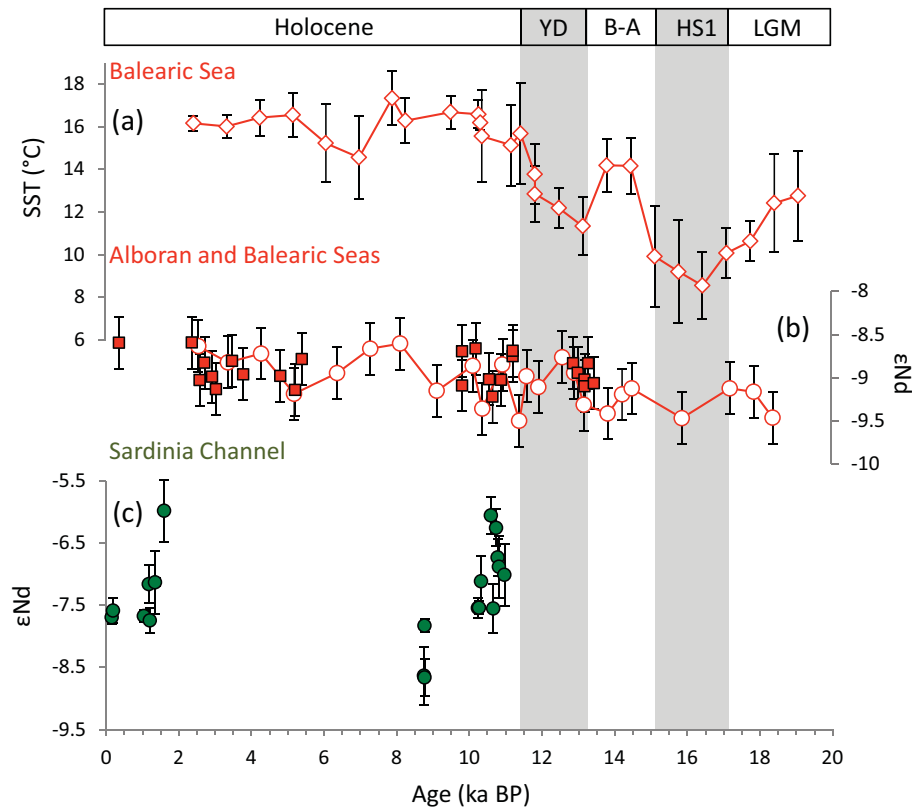 Holocene YD B-A HS1 LGM
18 Balearic Sea
16 (a)
14
SST (°C)
12
10
8 Alboran and Balearic Seas -8
6 (b) -8.5
-9 εNd
-9.5
Sardinia Channel -10
-5.5
(c)
-6.5
εNd
-7.5
-8.5
-9.5
0 2 4 6 8 10 12 14 16 18 20
Age (ka BP)